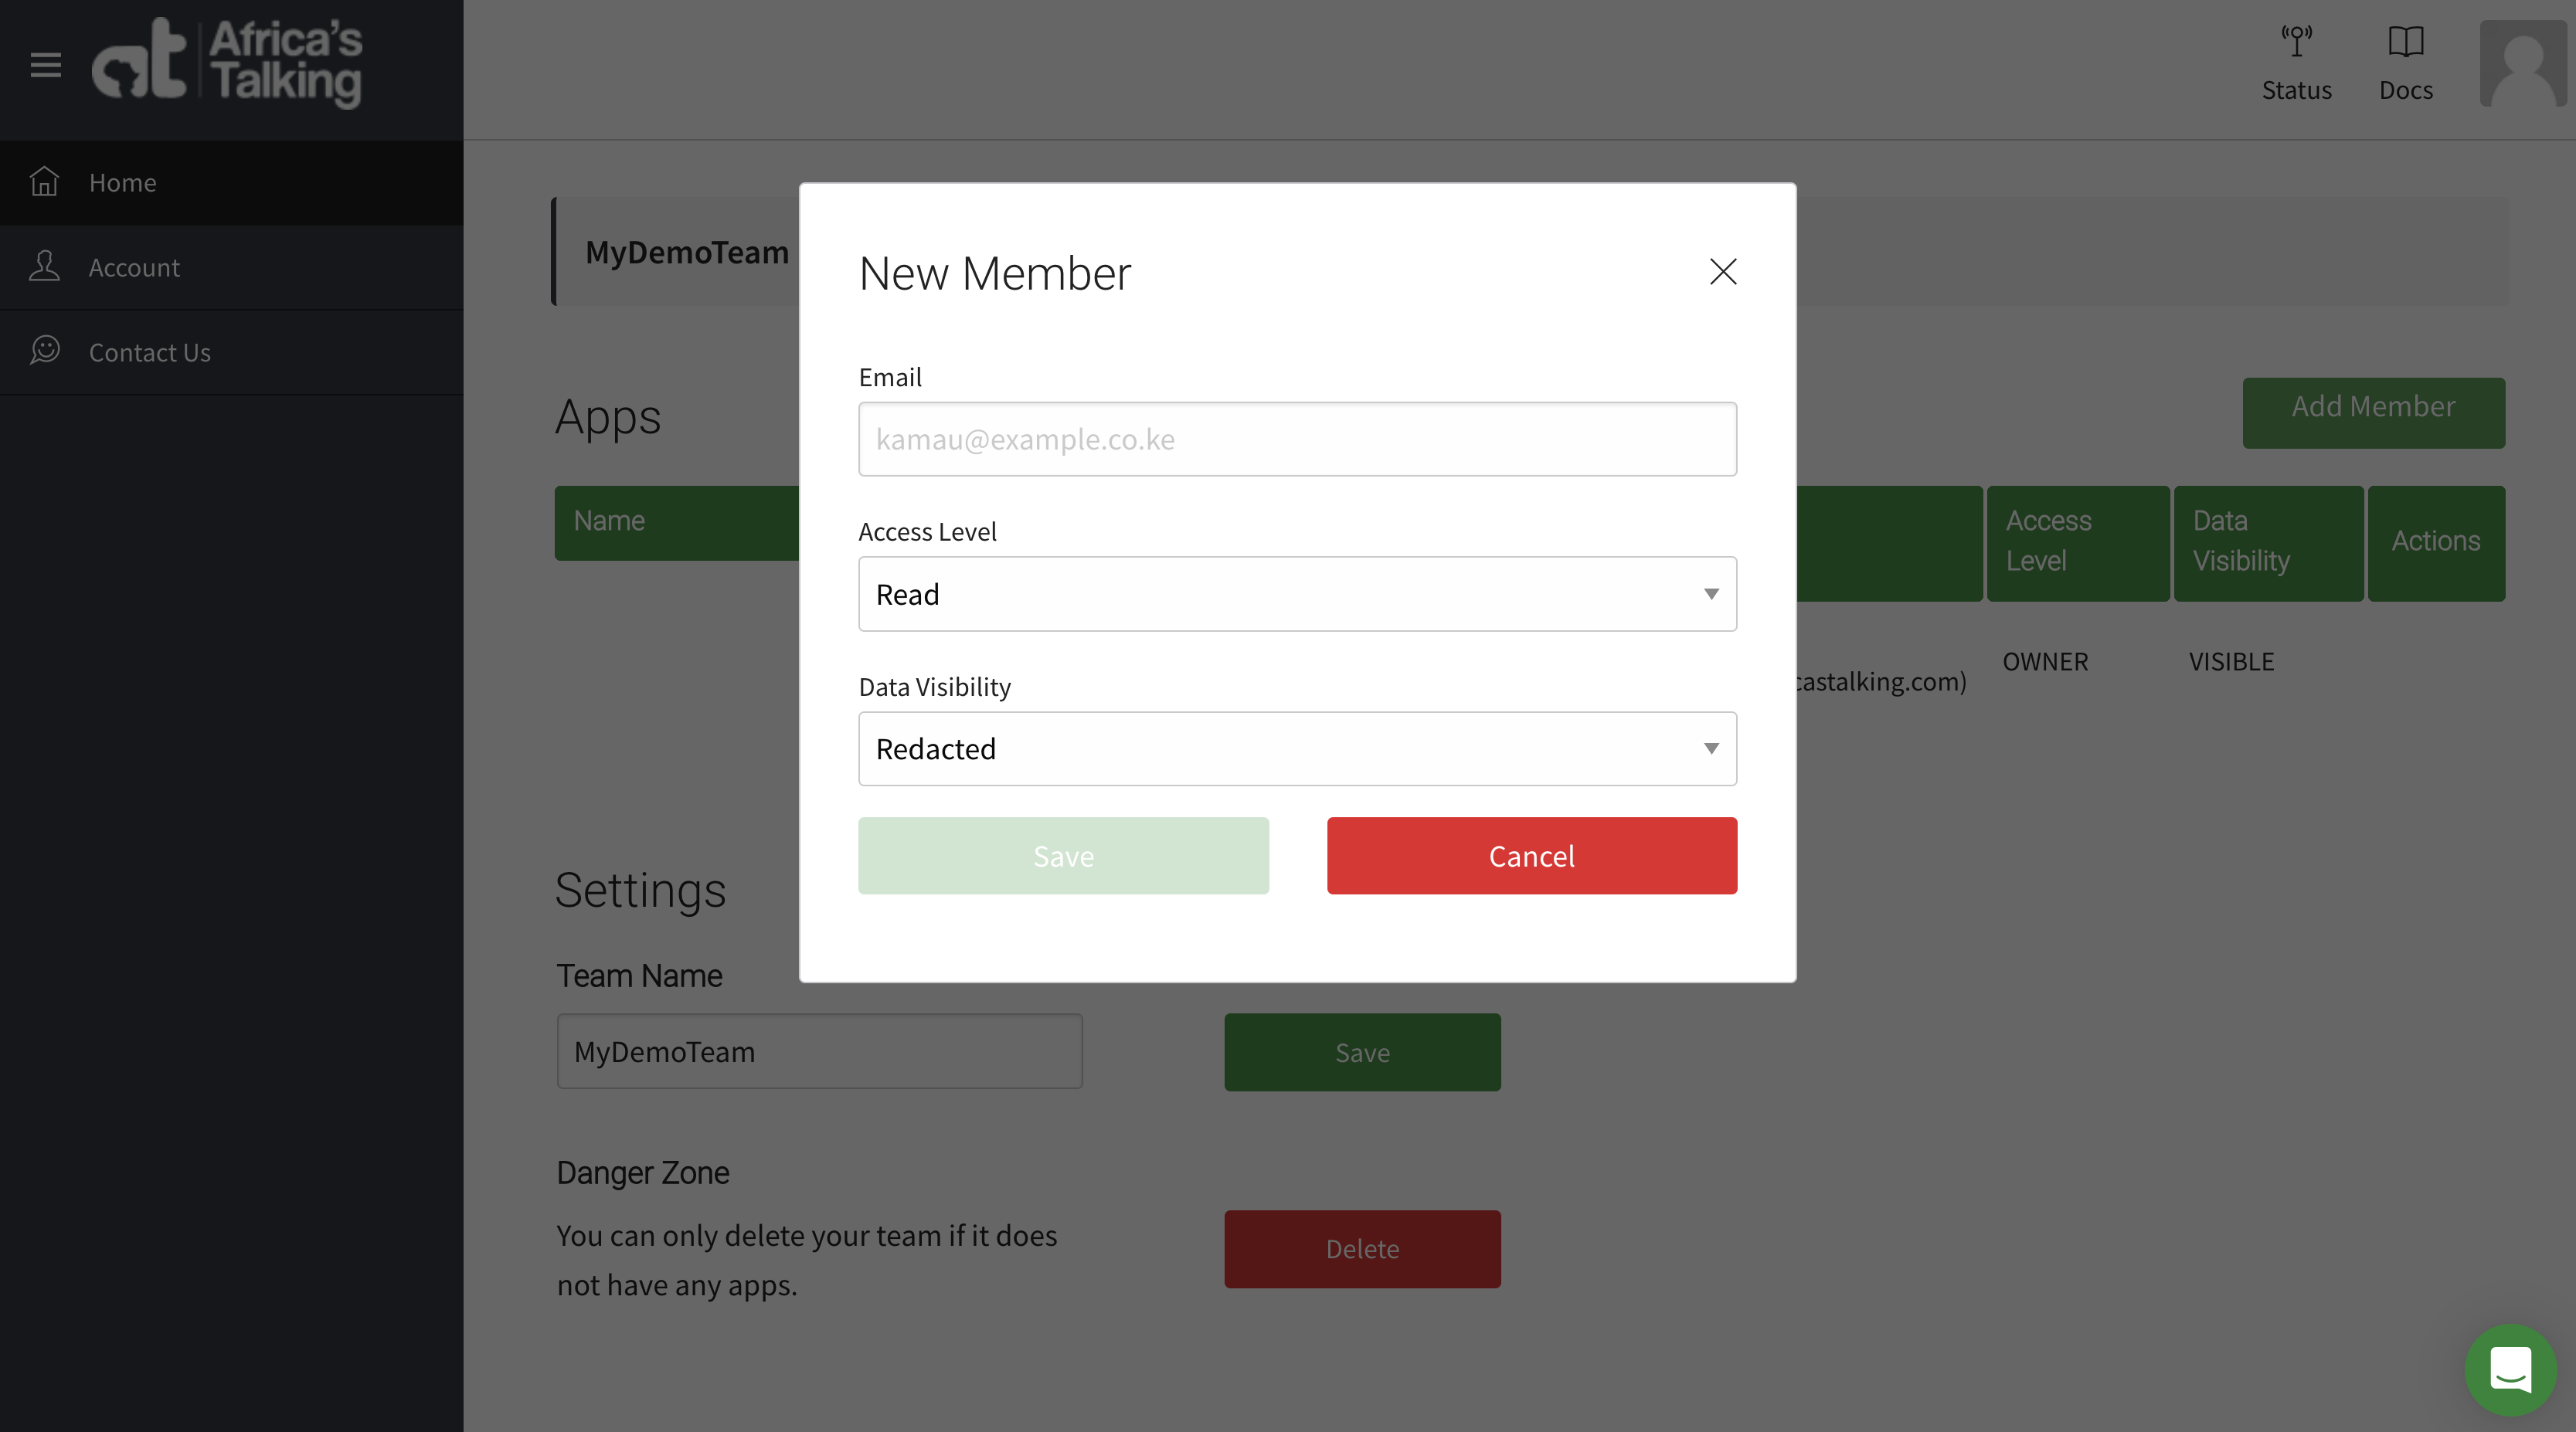 Africa's
Talking
Status
Docs
Home
Account
Contact Us
MyDemoTeam
New Member
Email
kamau@example.co.ke
Access Level
Read
Data Visibility
Redacted
Save
Cancel
Apps
Name
Add Member
Access
Level
Data
Visibility
Actions
castalking.com)
OWNER
VISIBLE
Settings
Team Name
MyDemoTeam
Save
Danger Zone
You can only delete your team if it does
not have any apps.
Delete